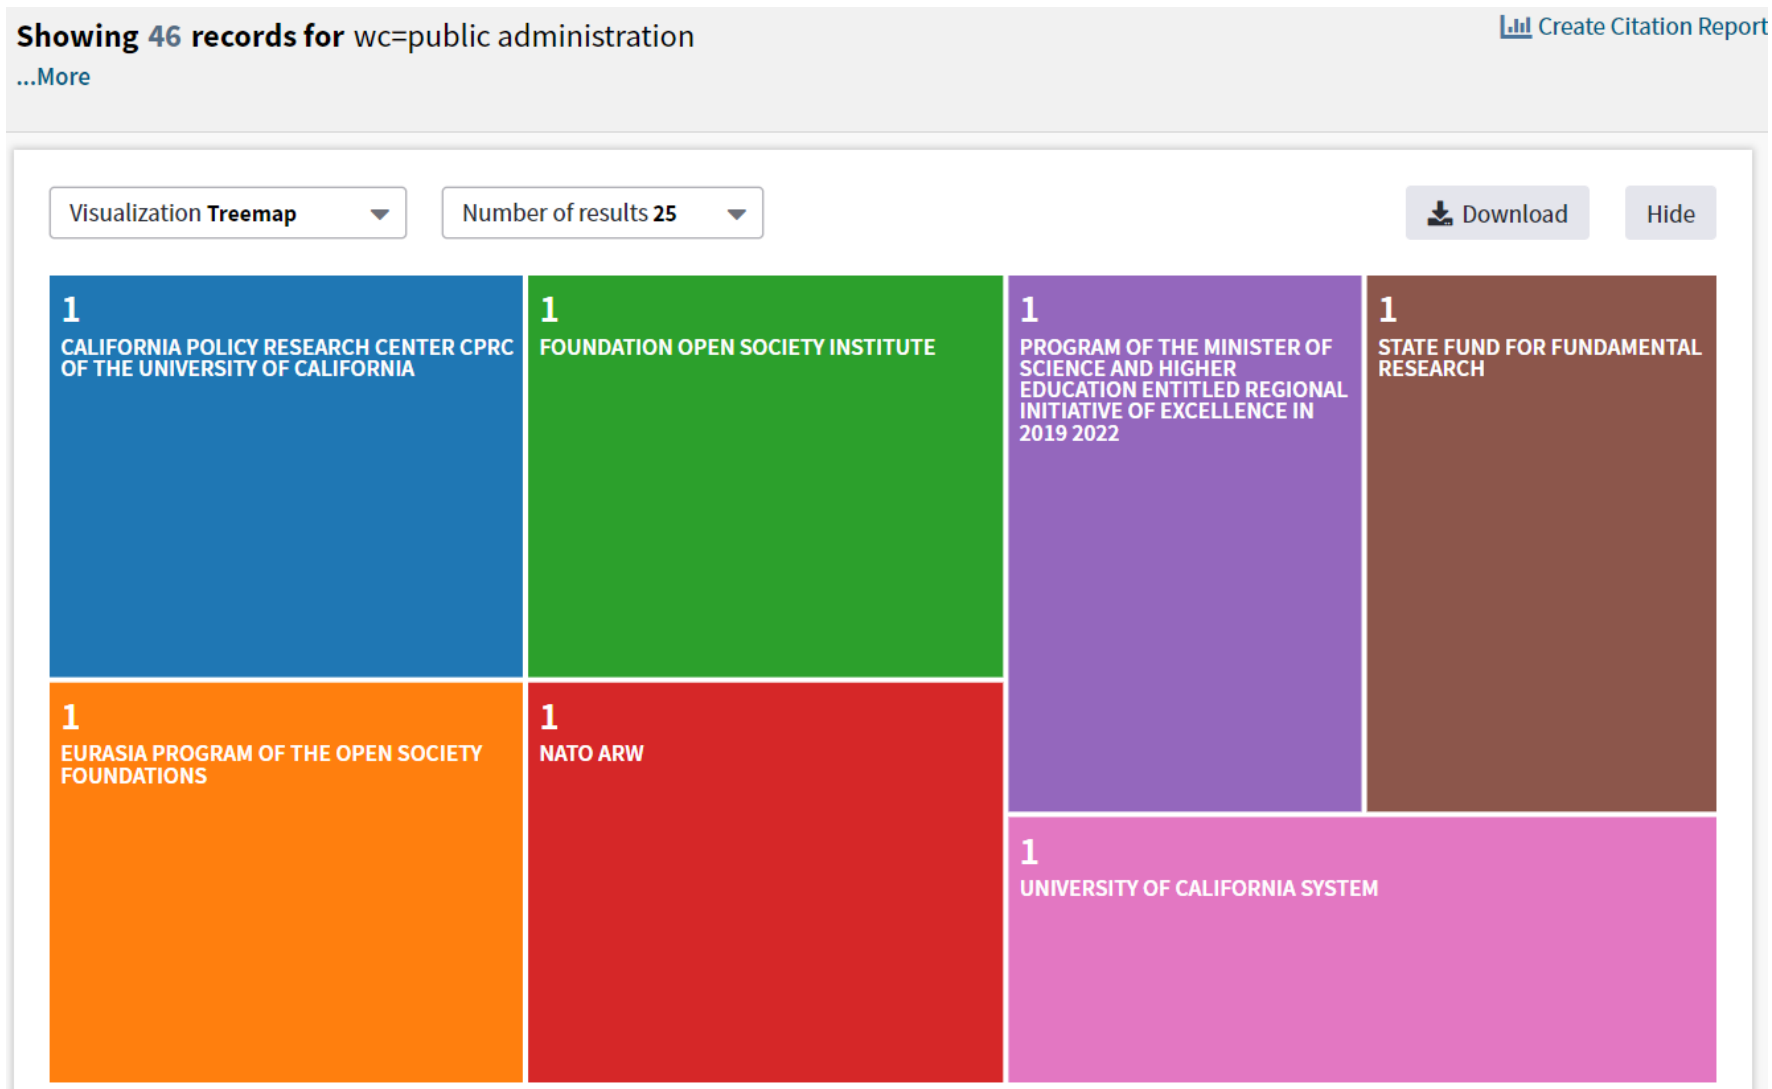 Showing 46 records for wc=public administration
Create Citation Report
...More
Visualization Treemap
Number of results 25
Download
Hide
1
CALIFORNIA POLICY RESEARCH CENTER CPRC
OF THE UNIVERSITY OF CALIFORNIA
1
FOUNDATION OPEN SOCIETY INSTITUTE
1
PROGRAM OF THE MINISTER OF
SCIENCE AND HIGHER
EDUCATION ENTITLED REGIONAL
INITIATIVE OF EXCELLENCE IN
2019 2022
1
STATE FUND FOR FUNDAMENTAL
RESEARCH
1
EURASIA PROGRAM OF THE OPEN SOCIETY
FOUNDATIONS
1
NATO ARW
1
UNIVERSITY OF CALIFORNIA SYSTEM